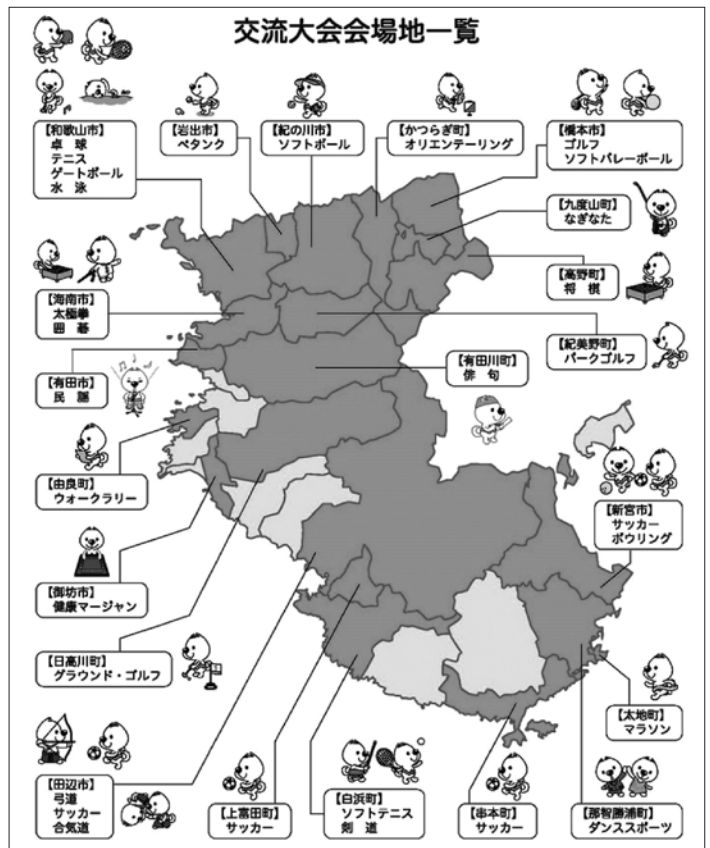 交流大会会場地一覧
【和歌山市】
卓 球
テニス
ゲートボール
水 泳
【岩出市】
ペタンク
【紀の川市】
ソフトボール
【かつらぎ町】
オリエンテーリング
【橋本市】
ゴルフ
ソフトバレーボール
【九度山町】
なぎなた
【高野町】
将 棋
【海南市】
太極拳
囲 碁
【紀美野町】
パークゴルフ
【有田市】
民 謡
【有田川町】
俳 句
【由良町】
ウォークラリー
【新宮市】
サッカー
ボウリング
【御坊市】
健康マージャン
【日高川町】
グラウンド・ゴルフ
【太地町】
マラソン
【田辺市】
弓道
サッカー
合気道
【上富田町】
サッカー
【白浜町】
ソフトテニス
剣 道
【串本町】
サッカー
【那智勝浦町】
ダンススポーツ